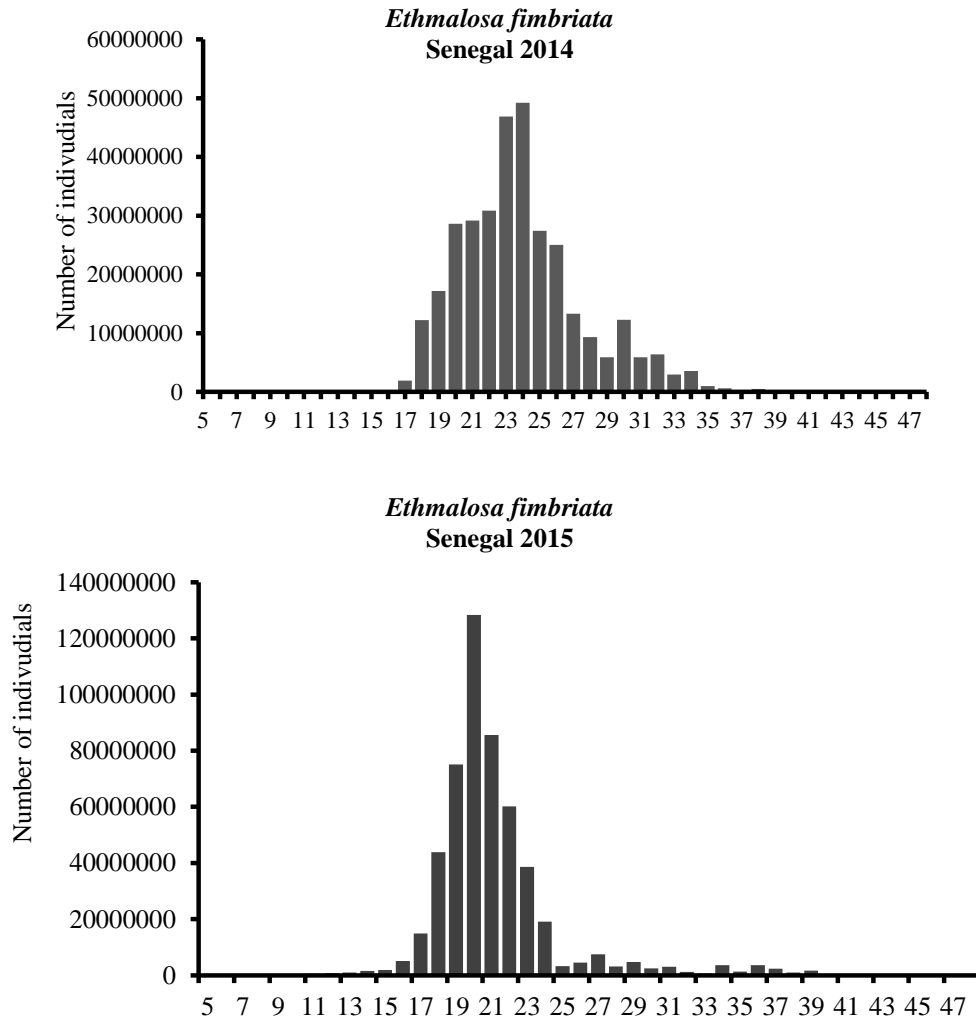 Ethmalosa fimbriata
Senegal 2014
Number of indivudials
60000000
50000000
40000000
30000000
20000000
10000000
0
5 7 9 11 13 15 17 19 21 23 25 27 29 31 33 35 37 39 41 43 45 47
Ethmalosa fimbriata
Senegal 2015
Number of indivudials
140000000
120000000
100000000
80000000
60000000
40000000
20000000
0
5 7 9 11 13 15 17 19 21 23 25 27 29 31 33 35 37 39 41 43 45 47